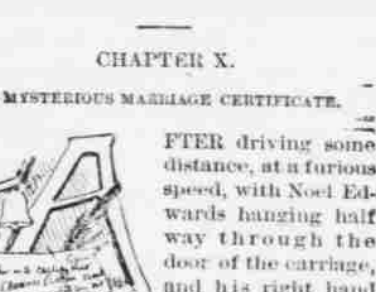 CHAPTER X.
MYSTERIOUS MARRIAGE CERTIFICATE.
AFTER driving some
distance, at a furious
speed, with Noel Ed-
wards hanging half
way through the
door of the carriage,
and his right hand